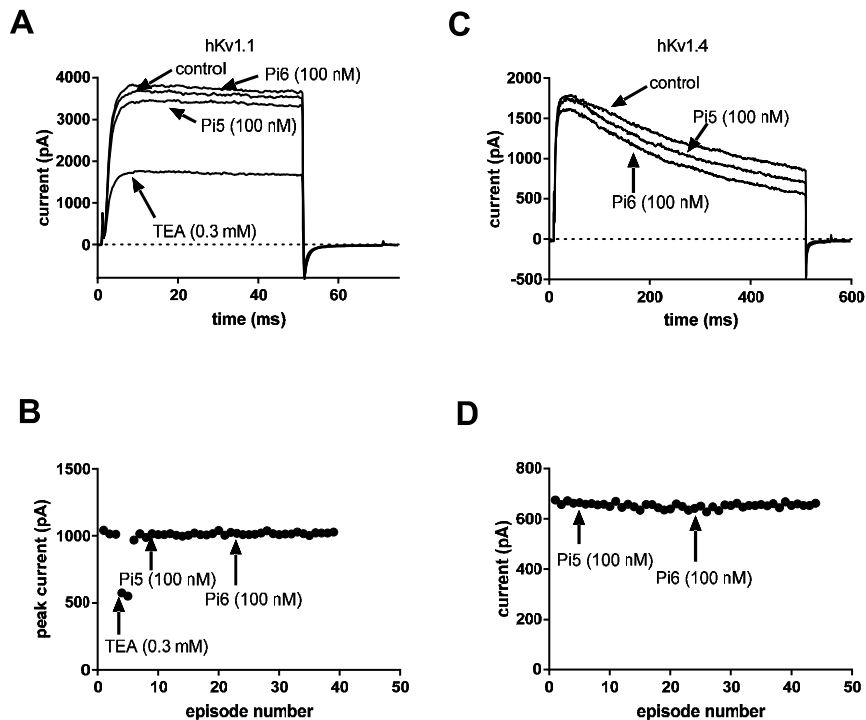 A
hKv1.1
4000
3000
2000
1000
0
current (pA)
control
Pi6 (100 nM)
Pi5 (100 nM)
TEA (0.3 mM)
0 20 40 60
time (ms)
C
hKv1.4
2000
1500
1000
500
0
-500
current (pA)
control
Pi5 (100 nM)
Pi6 (100 nM)
0 200 400 600
time (ms)
B
1500
1000
500
0
peak current (pA)
Pi5 (100 nM)
Pi6 (100 nM)
TEA (0.3 mM)
0 10 20 30 40 50
episode number
D
800
600
400
200
0
current (pA)
Pi5 (100 nM)
Pi6 (100 nM)
0 10 20 30 40 50
episode number